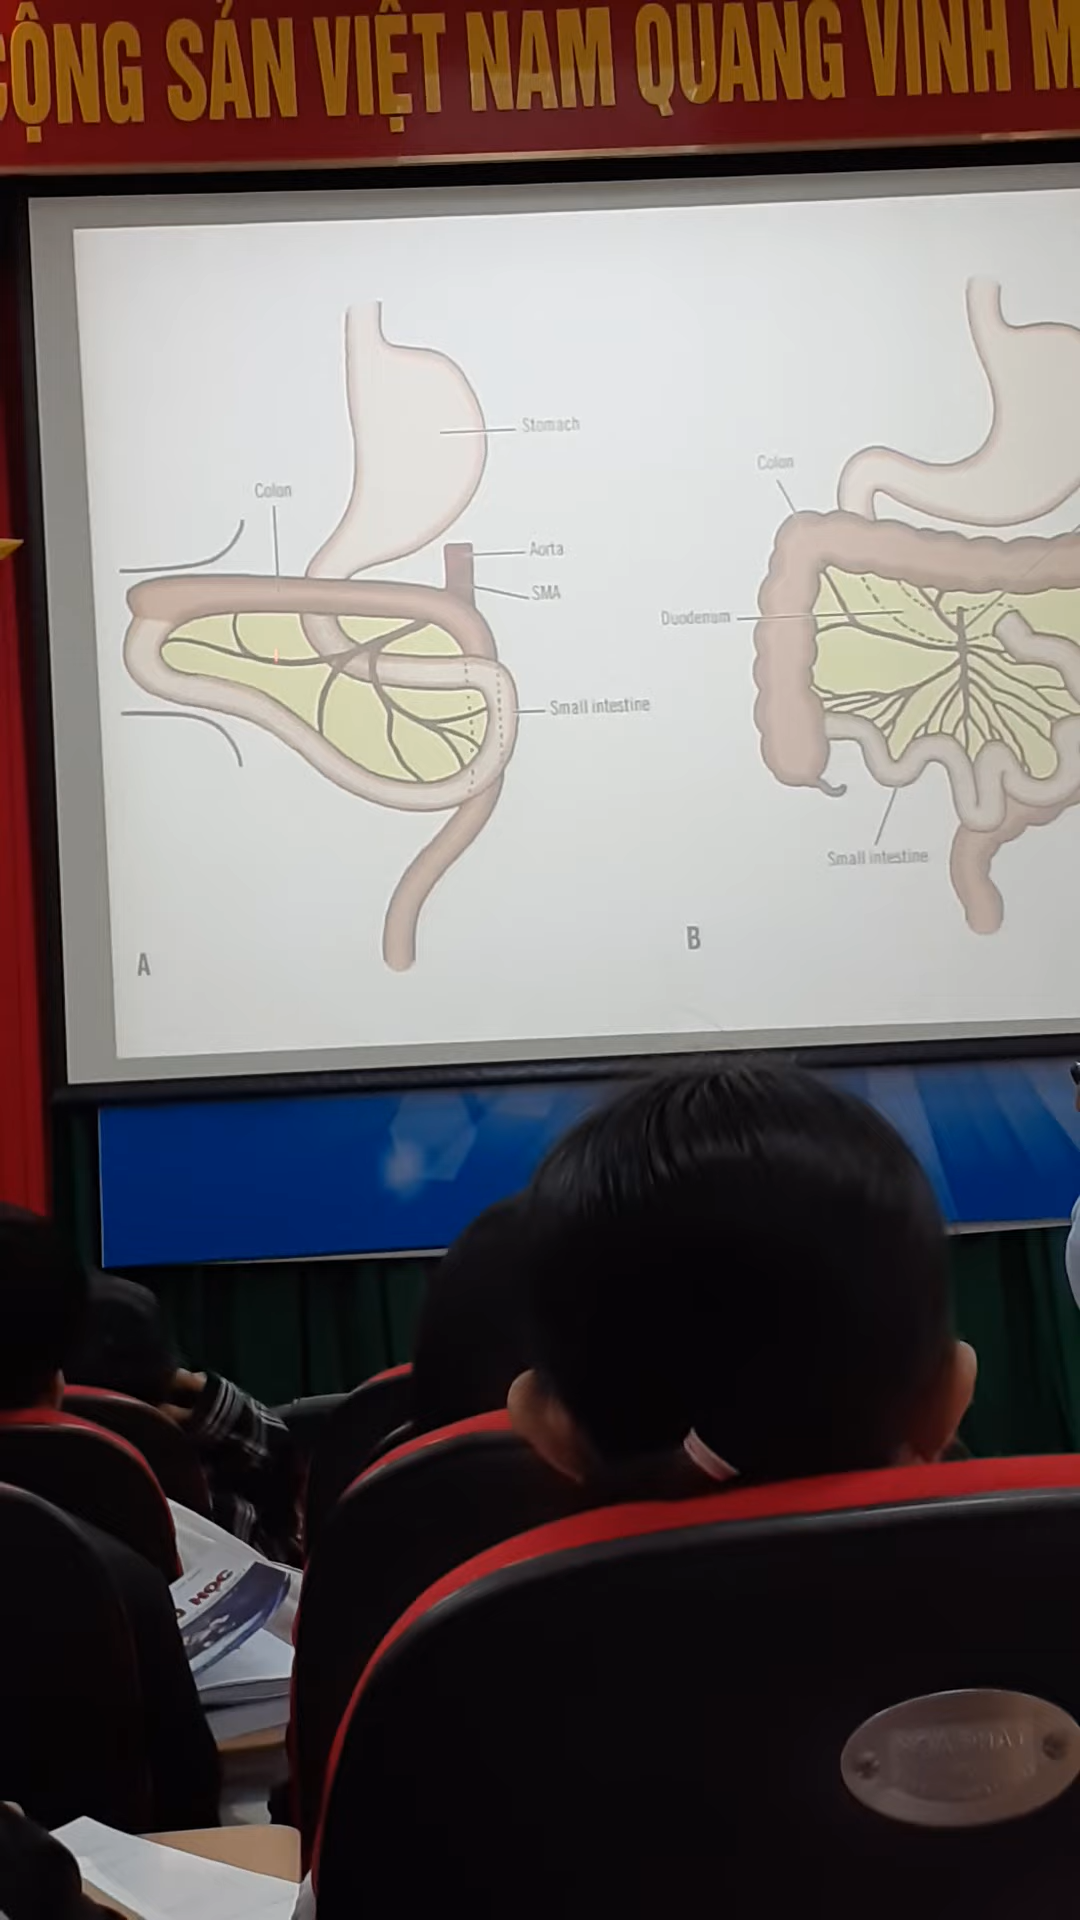 CỘNG SẢN VIỆT NAM QUANG VINH M
Stomach
Colon
Aorta
SMA
Small intestine
A
Colon
Duodenum
Small intestine
B
HỌC